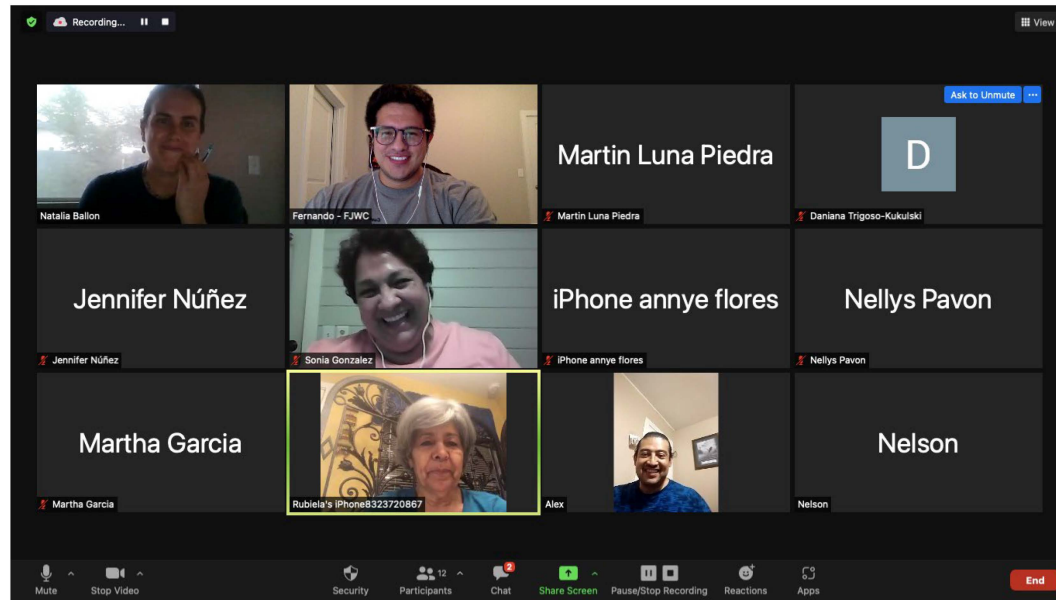 Recording...
View
Ask to Unmute
Natalia Ballon
Fernando - FJWC
Martin Luna Piedra
Martin Luna Piedra
D
Daniana Trigoso-Kukulski
Jennifer Núñez
Jennifer Núñez
Sonia Gonzalez
iPhone annye flores
iPhone annye flores
Nellys Pavon
Nellys Pavon
Martha Garcia
Martha Garcia
Rubiela's iPhone8323720867
Alex
Nelson
Nelson
Mute
Stop Video
Security
12
Participants
2
Chat
Share Screen
Pause/Stop Recording
Reactions
Apps
End